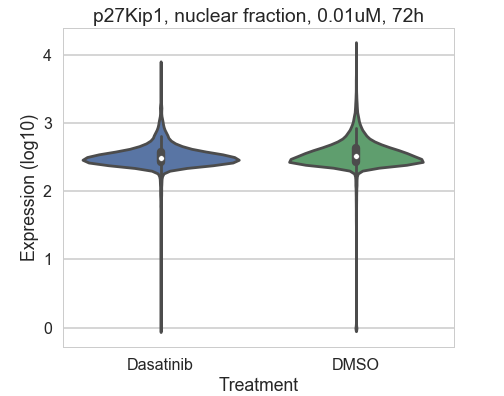 p27Kip1, nuclear fraction, 0.01uM, 72h
4
3
2
1
0
Expression (log10)
Dasatinib DMSO
Treatment